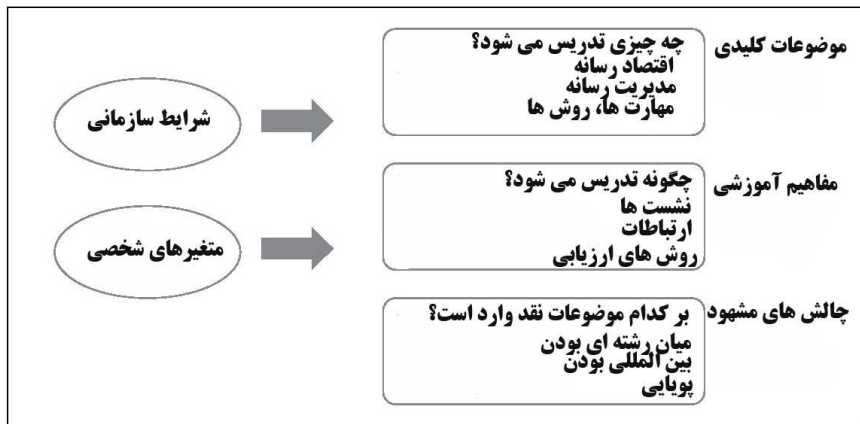 موضوعات کلیدی
چه چیزی تدریس می شود؟
اقتصاد رسانه
مدیریت رسانه
مهارت ها، روش ها
شرایط سازمانی
مفاهیم آموزشی
چگونه تدریس می شود؟
نشست ها
ارتباطات
روش های ارزیابی
متغیرهای شخصی
چالش های مشهود
بر کدام موضوعات نقد وارد است؟
میان رشته ای بودن
بین المللی بودن
پویایی